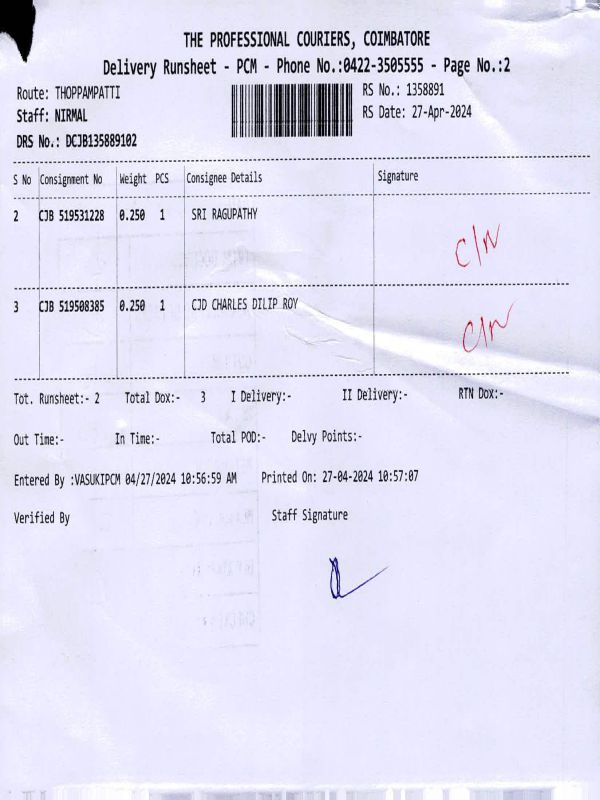 THE PROFESSIONAL COURIERS, COIMBATORE
Delivery Runsheet - PCM - Phone No.:0422-3505555 - Page No.:2
Route: THOPPAMPATTI RS No.: 1358891
Staff: NIRMAL RS Date: 27-Apr-2024
DRS No.: DCJB135889102
S No Consignment No Weight PCS Consignee Details Signature
2 CJB 519531228 0.250 1 SRI RAGUPATHY
C/N
3 CJB 519508385 0.250 1 CJD CHARLES DILIP ROY
C/N
Tot. Runsheet:- 2 Total Dox:- 3 I Delivery:- II Delivery:- RTN Dox:-
Out Time:- In Time:- Total POD:- Delvy Points:-
Entered By :VASUKIPCM 04/27/2024 10:56:59 AM Printed On: 27-04-2024 10:57:07
Verified By Staff Signature